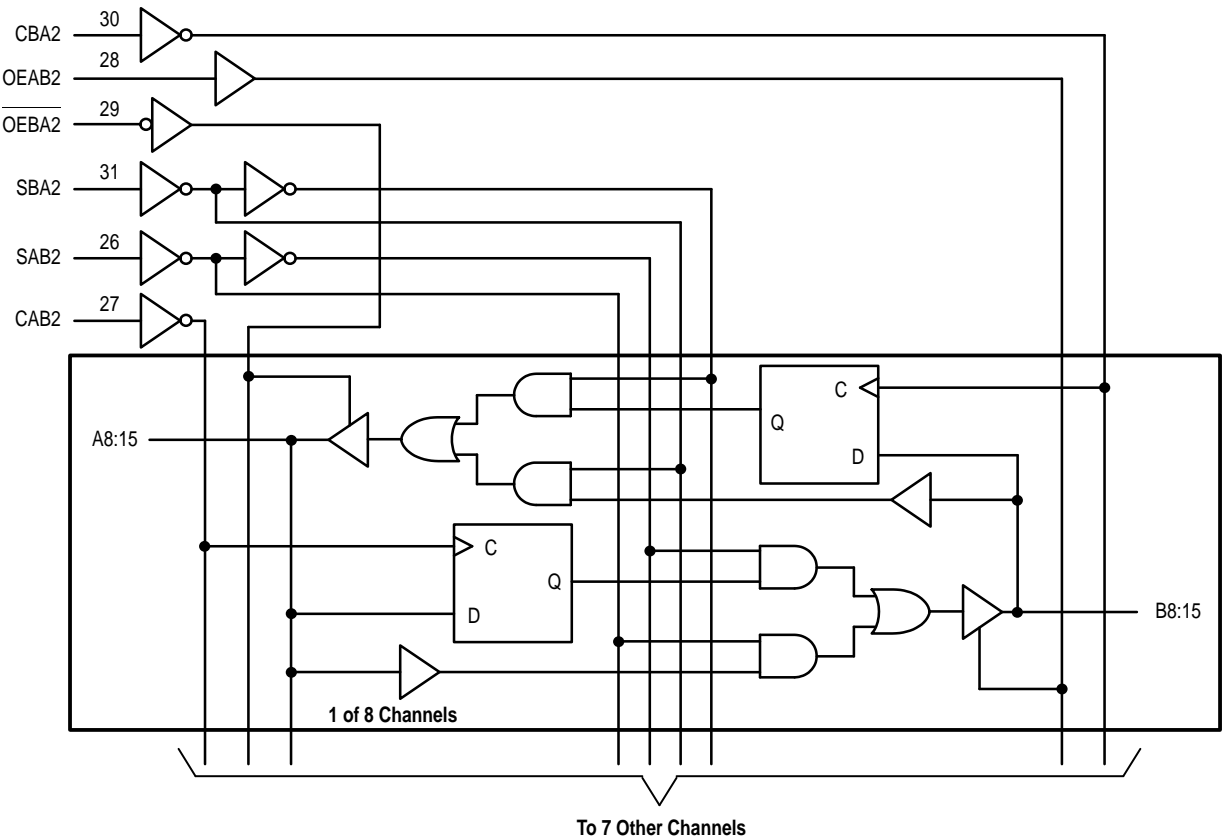 CBA2 30
OEAB2 28
OEBA2 29
SBA2 31
SAB2 26
CAB2 27
C
Q
D
A8:15
C
Q
D
B8:15
1 of 8 Channels
To 7 Other Channels